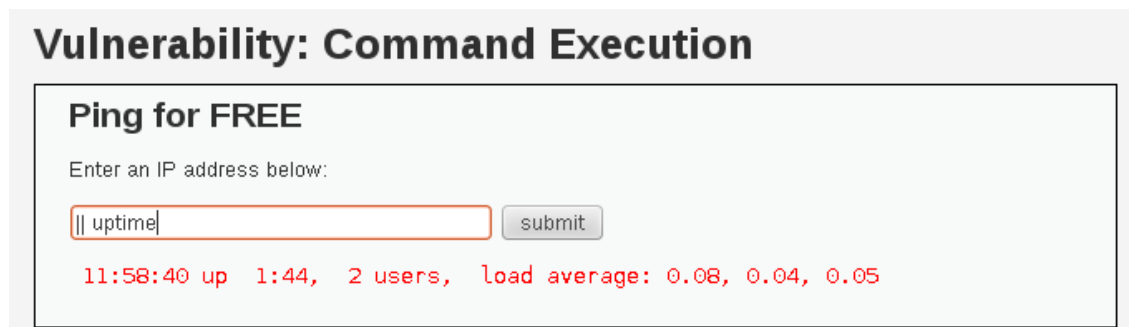 Vulnerability: Command Execution
Ping for FREE
Enter an IP address below:
|| uptime submit
11:58:40 up  1:44,  2 users,  load average: 0.08, 0.04, 0.05